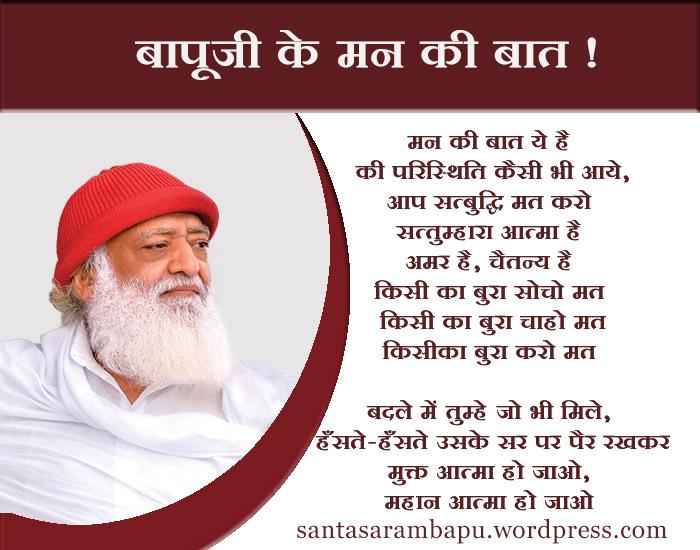 बापूजी के मन की बात !
मन की बात ये है
की परिस्थिति कैसी भी आये,
आप सत्बुद्धि मत करो
सत्तुम्हारा आत्मा है
अमर है, चैतन्य है
किसी का बुरा सोचो मत
किसी का बुरा चाहो मत
किसीका बुरा करो मत
बदले में तुम्हे जो भी मिले,
हँसते-हँसते उसके सर पर पैर रखकर
मुक्त आत्मा हो जाओ,
महान आत्मा हो जाओ
santasarambapu.wordpress.com